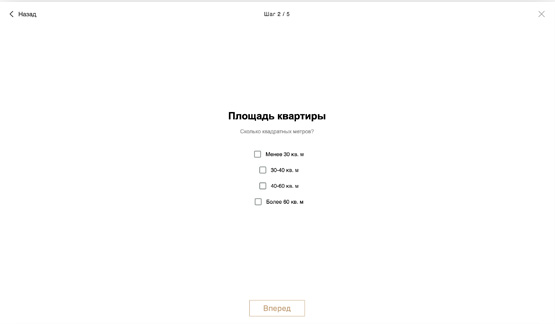 Назад
Шаг 2 / 5
Площадь квартиры
Сколько квадратных метров?
Менее 30 кв. м
30-40 кв. м
40-60 кв. м
Более 60 кв. м
Вперед